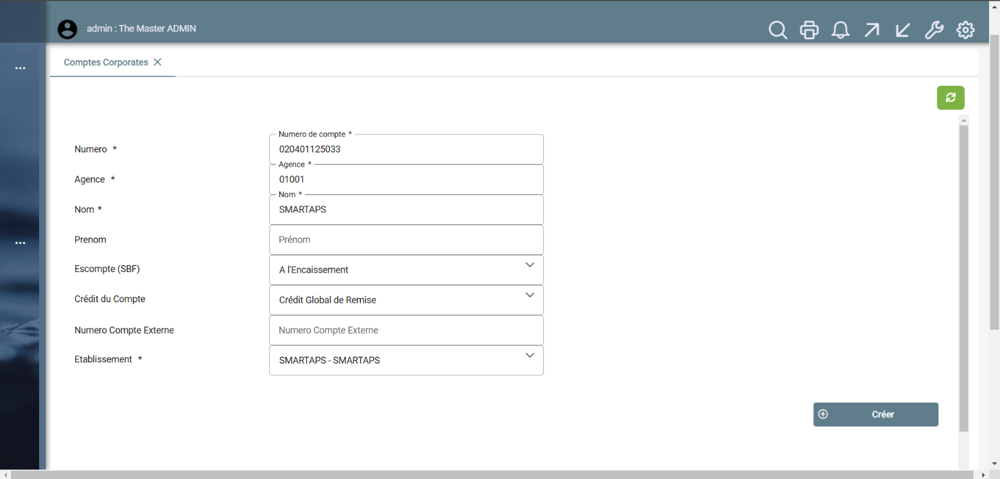 admin : The Master ADMIN
...
Comptes Corporates
Numero de compte *
Numero *
020401125033
Agence *
Agence *
01001
Nom *
Nom *
SMARTAPS
Prenom
Prénom
Escompte (SBF)
A l'Encaissement
Crédit du Compte
Crédit Global de Remise
Numero Compte Externe
Numero Compte Externe
Etablissement *
SMARTAPS - SMARTAPS
...
Créer